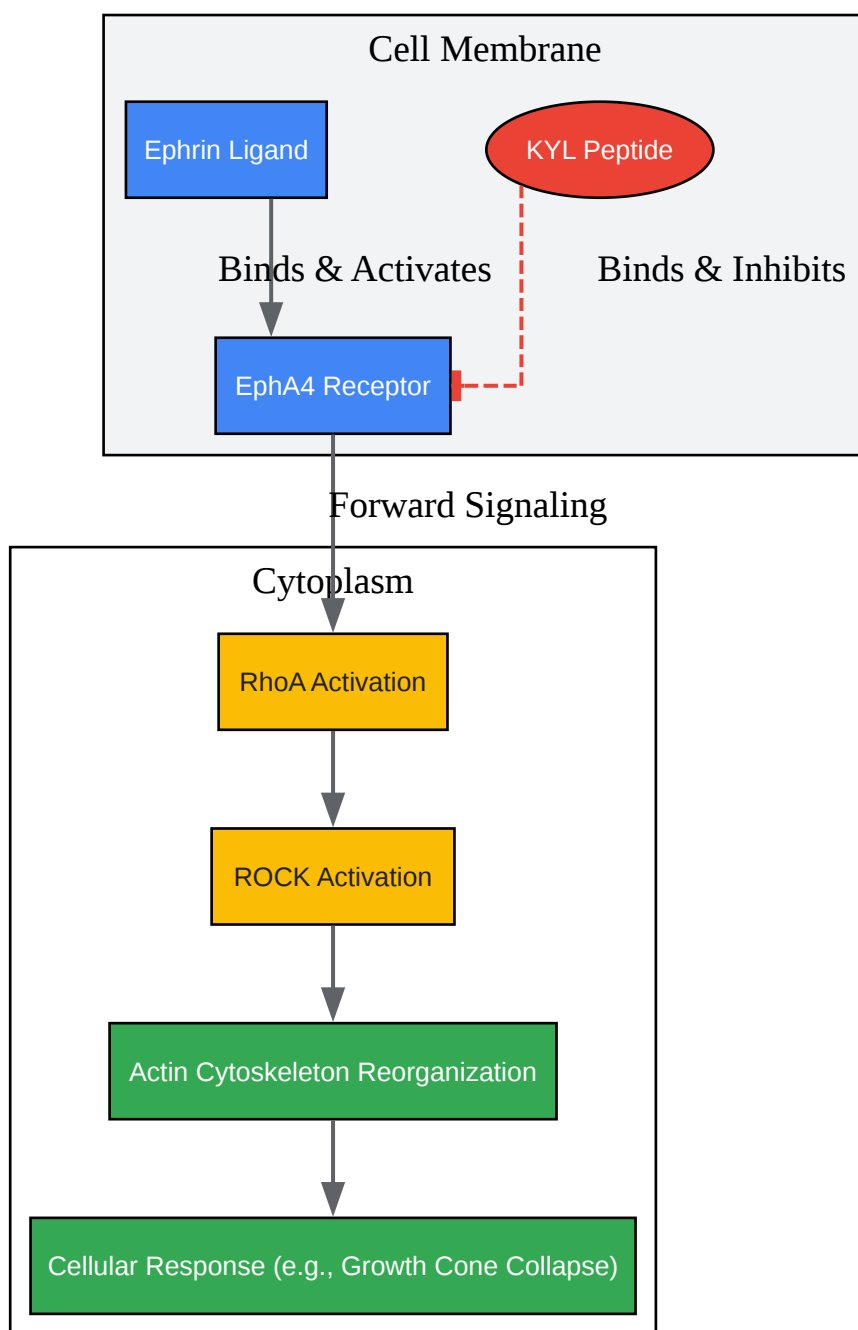 Cell Membrane
Ephrin Ligand
KYL Peptide
Binds & Activates
Binds & Inhibits
EphA4 Receptor
Forward Signaling
Cytoplasm
RhoA Activation
ROCK Activation
Actin Cytoskeleton Reorganization
Cellular Response (e.g., Growth Cone Collapse)